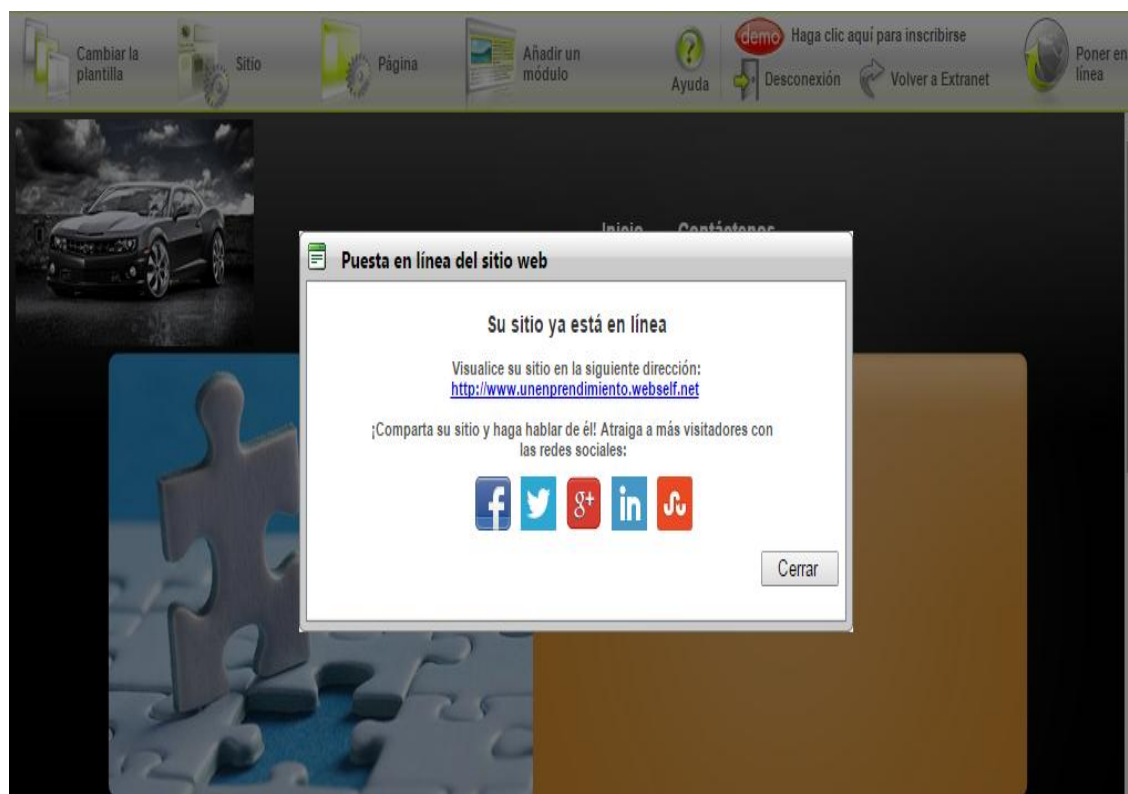 Cambiar la
plantilla
Sitio
Página
Añadir un
módulo
Ayuda
demo
Haga clic aquí para inscribirse
Desconexión
Volver a Extranet
Poner en
línea
Inicio Contáctenos
Puesta en línea del sitio web
Su sitio ya está en línea
Visualice su sitio en la siguiente dirección:
http://www.unenprendimiento.webself.net
¡Comparta su sitio y haga hablar de él! Atraiga a más visitadores con
las redes sociales:
Cerrar